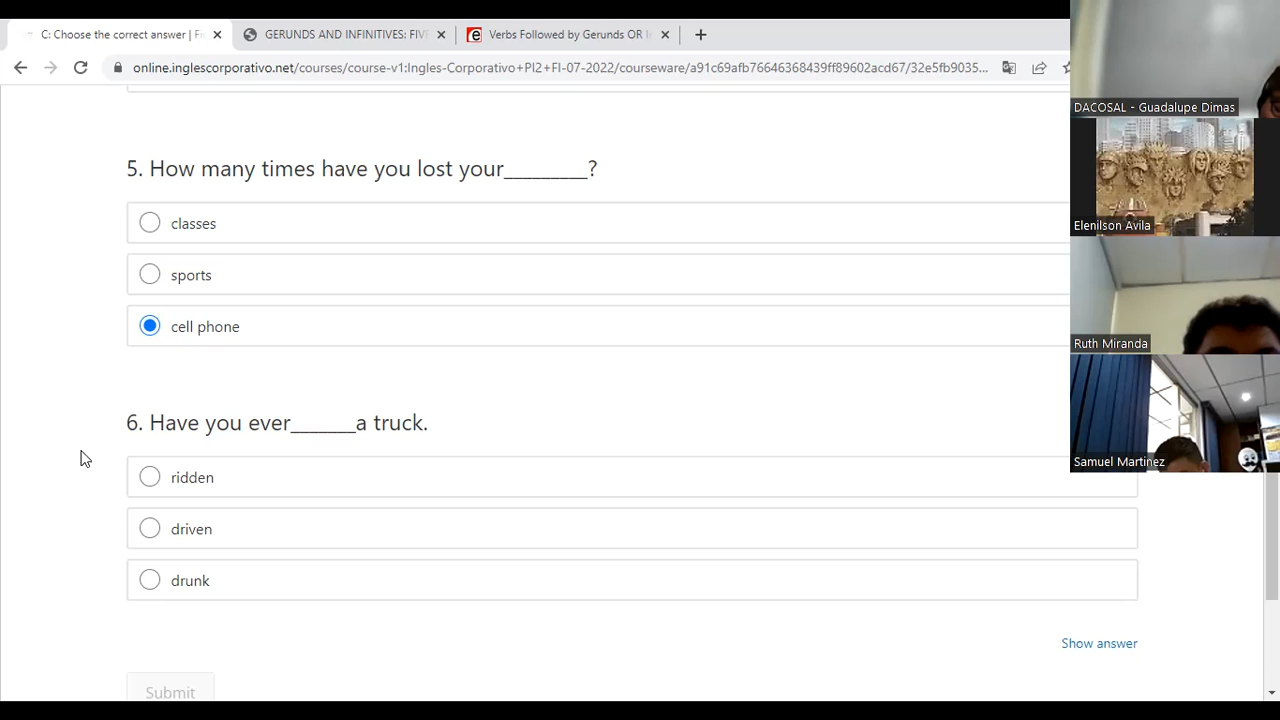 C: Choose the correct answer | F
GERUNDS AND INFINITIVES: FIV
Verbs Followed by Gerunds OR I
online.inglescorporativo.net/courses/course-v1:Ingles-Corporativo+PI2+FI-07-2022/courseware/a91c69afb76646368439ff89602acd67/32e5fb9035...
5. How many times have you lost your_________?
classes
sports
cell phone
6. Have you ever_______a truck.
ridden
driven
drunk
Show answer
Submit
DACOSAL - Guadalupe Dimas
Elenilson Avila
Ruth Miranda
Samuel Martinez